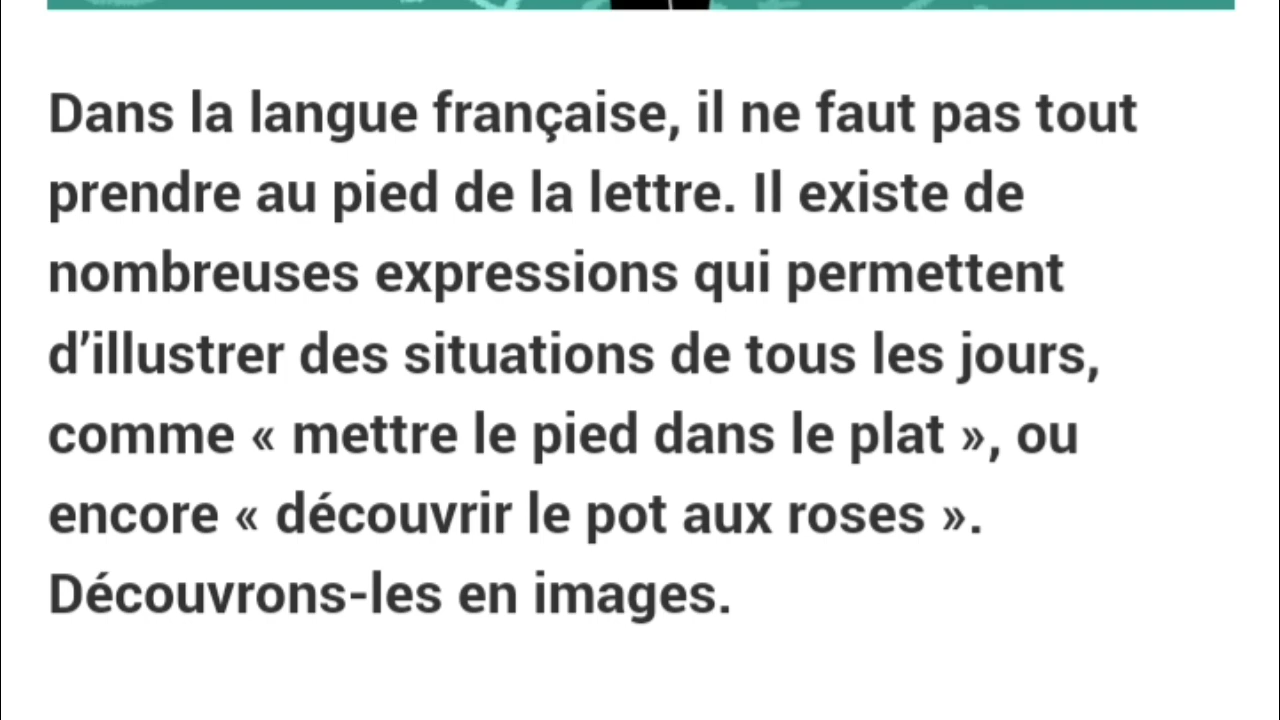 Dans la langue française, il ne faut pas tout
prendre au pied de la lettre. Il existe de
nombreuses expressions qui permettent
d’illustrer des situations de tous les jours,
comme « mettre le pied dans le plat », ou
encore « découvrir le pot aux roses ».
Découvrons-les en images.